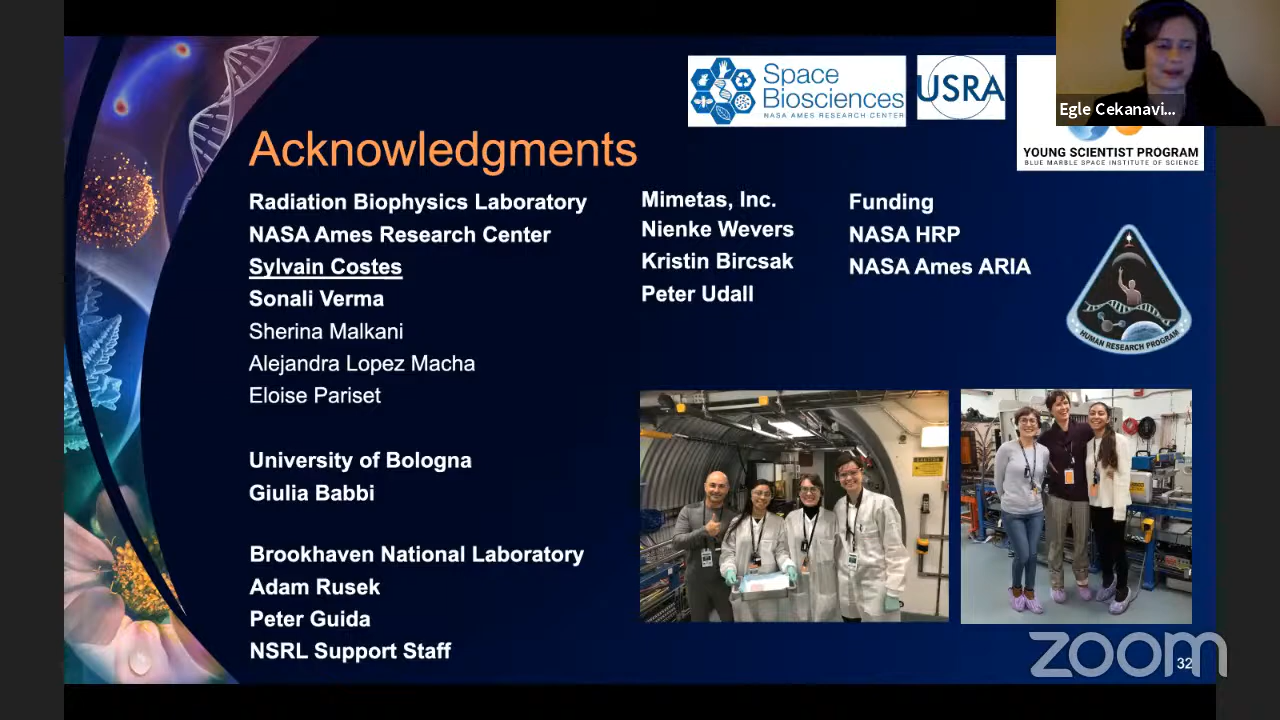 Space
Biosciences
NASA AMES RESEARCH CENTER
USRA
Egle Cekanavi...
YOUNG SCIENTIST PROGRAM
BLUE MARBLE SPACE INSTITUTE OF SCIENCE
Acknowledgments
Radiation Biophysics Laboratory
NASA Ames Research Center
Sylvain Costes
Sonali Verma
Sherina Malkani
Alejandra Lopez Macha
Eloise Pariset
University of Bologna
Giulia Babbi
Brookhaven National Laboratory
Adam Rusek
Peter Guida
NSRL Support Staff
Mimetas, Inc.
Nienke Wevers
Kristin Bircsak
Peter Udall
Funding
NASA HRP
NASA Ames ARIA
HUMAN RESEARCH PROGRAM
CAUTION
zoom
32